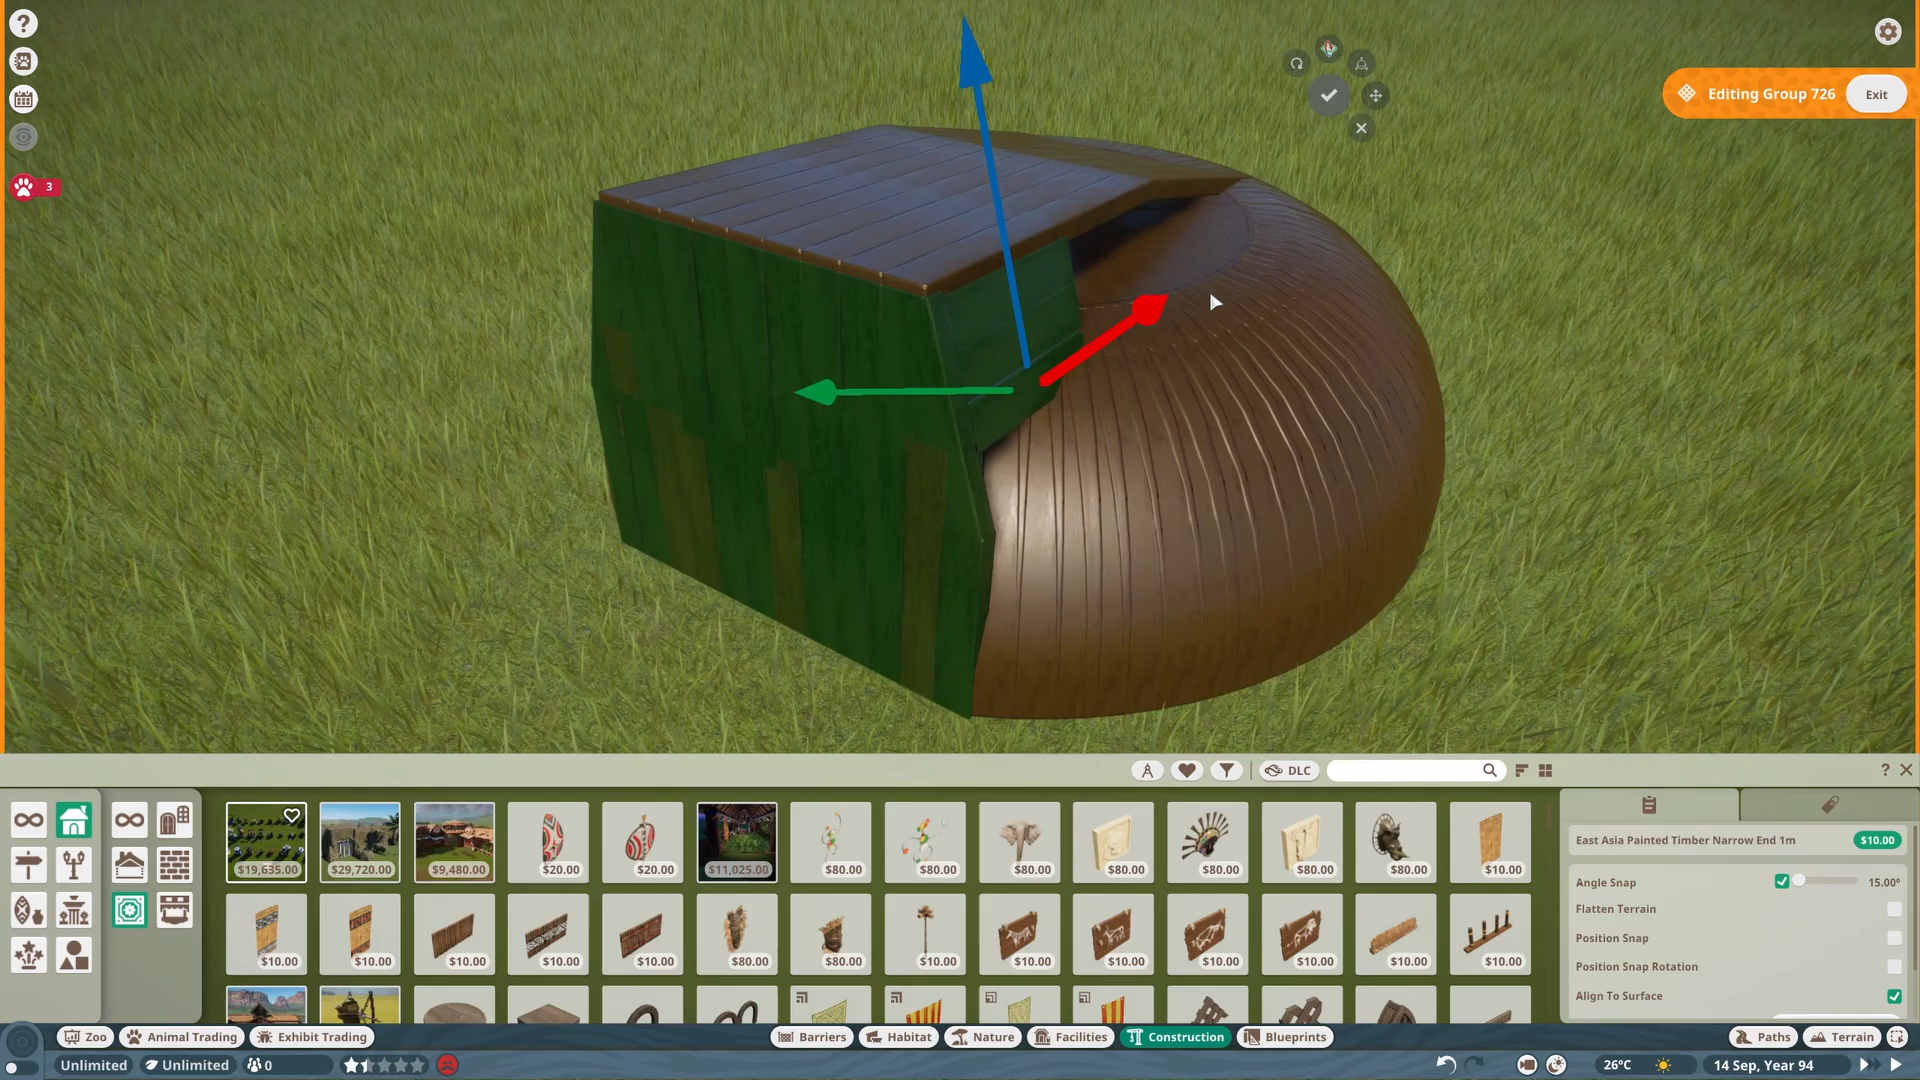 ?
3
Editing Group 726
Exit
DLC
?
$19,635.00
$29,720.00
$9,480.00
$20.00
$20.00
$11,025.00
$80.00
$80.00
$80.00
$80.00
$80.00
$80.00
$80.00
$10.00
$10.00
$10.00
$10.00
$10.00
$10.00
$80.00
$80.00
$10.00
$10.00
$10.00
$10.00
$10.00
$10.00
$10.00
East Asia Painted Timber Narrow End 1m
$10.00
Angle Snap
15.00°
Flatten Terrain
Position Snap
Position Snap Rotation
Align To Surface
Zoo
Animal Trading
Exhibit Trading
Barriers
Habitat
Nature
Facilities
Construction
Blueprints
Paths
Terrain
Unlimited
Unlimited
0
26°C
14 Sep, Year 94